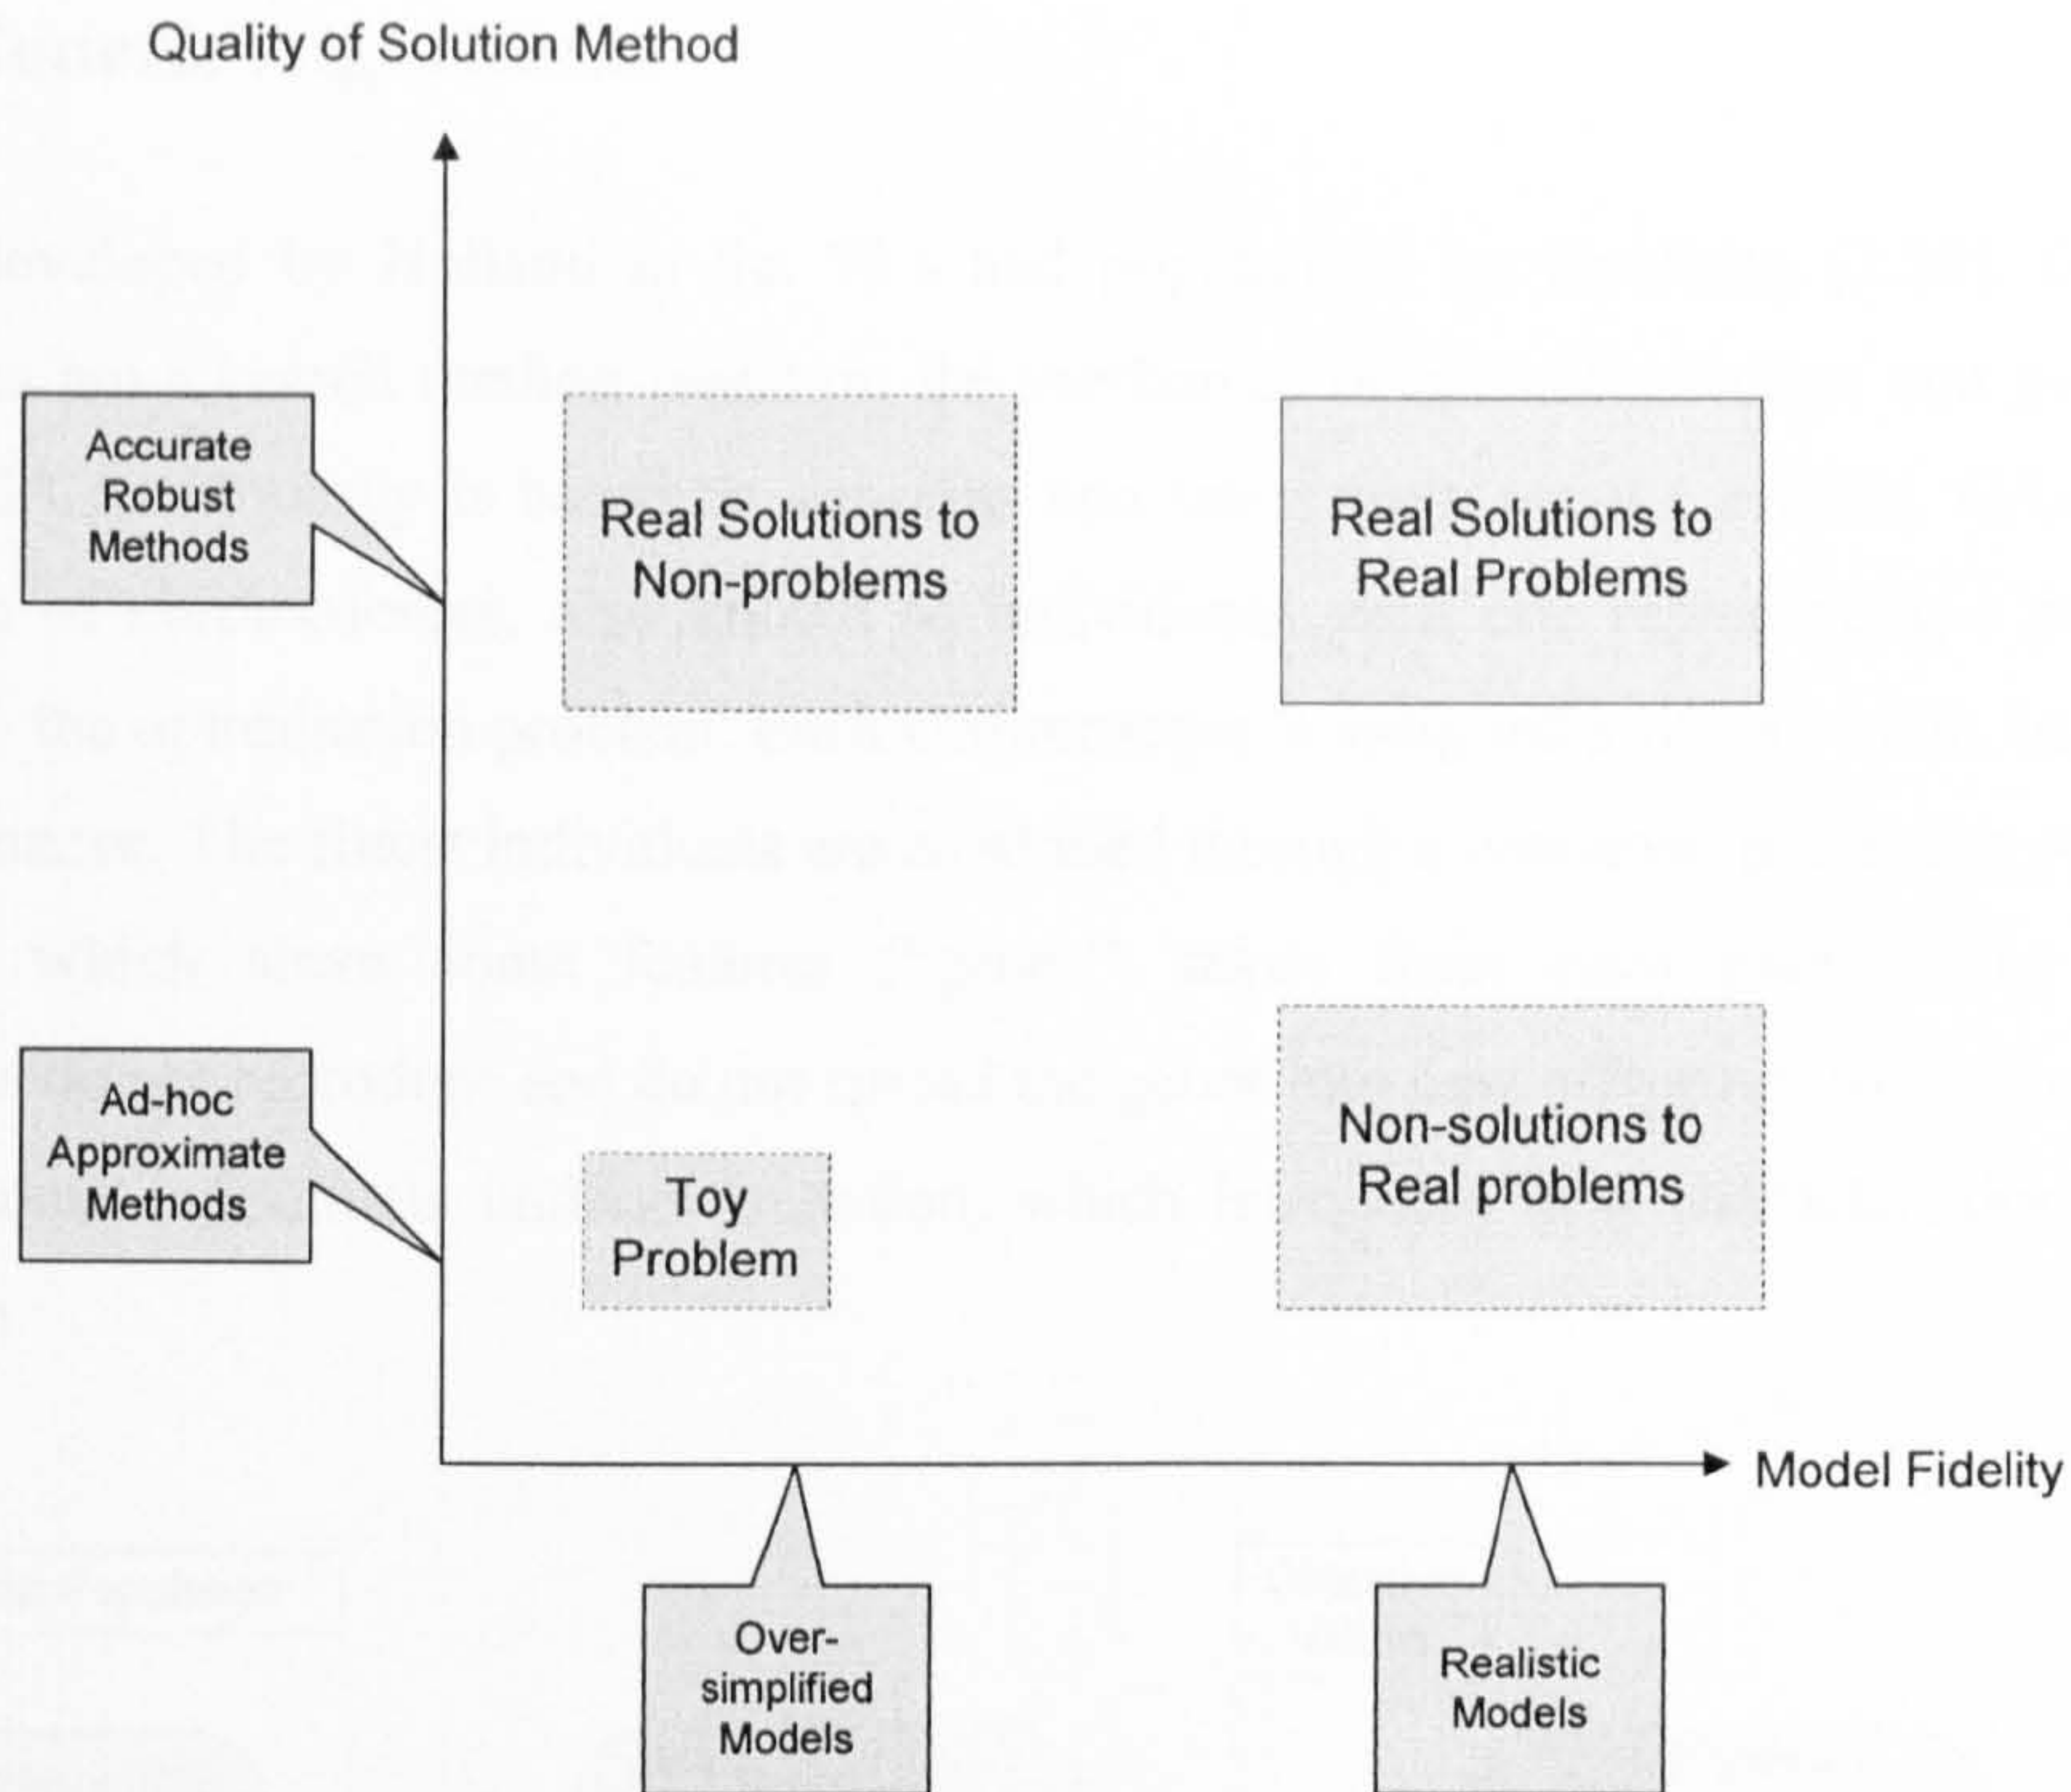 Quality of Solution Method
Accurate
Robust
Methods
Real Solutions to
Non-problems
Real Solutions to
Real Problems
Ad-hoc
Approximate
Methods
Toy
Problem
Non-solutions to
Real problems
Model Fidelity
Over-
simplified
Models
Realistic
Models